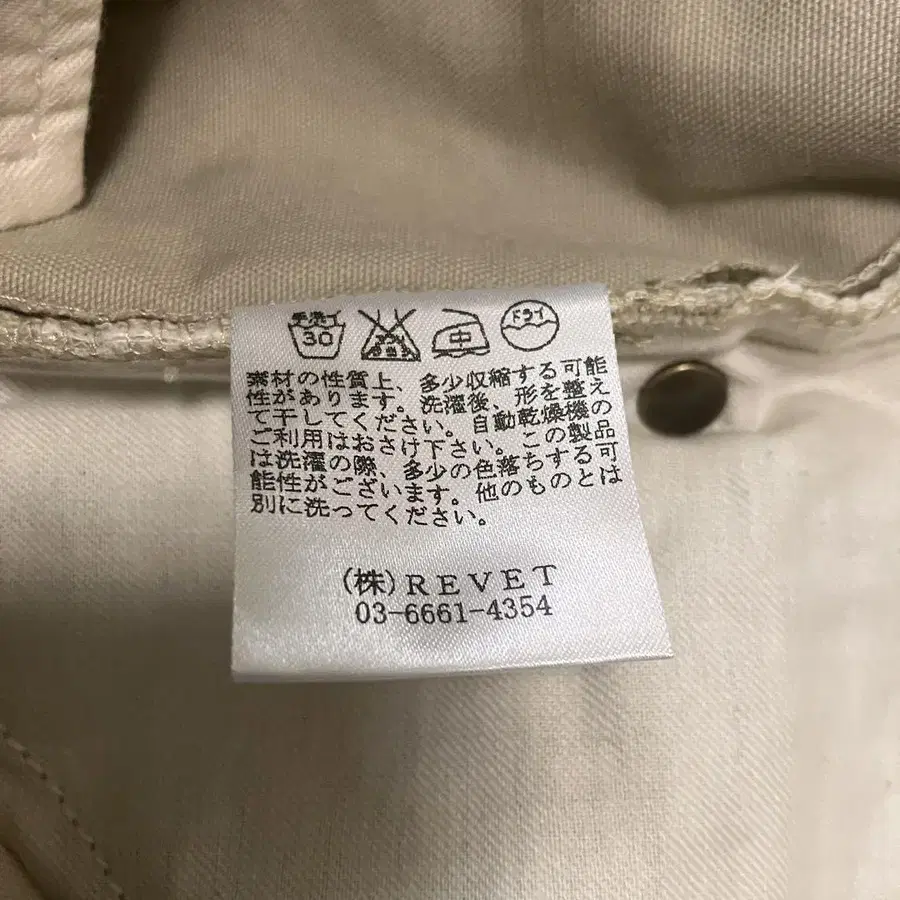 手洗イ 30 中 ドライ
素材の性質上、多少収縮する可能
性があります。洗濯後、形を整え
て干してください。自動乾燥機の
ご利用はおさけ下さい。この製品
は洗濯の際、多少の色落ちする可
能性がございます。他のものとは
別に洗ってください。
(株)REVET
03-6661-4354